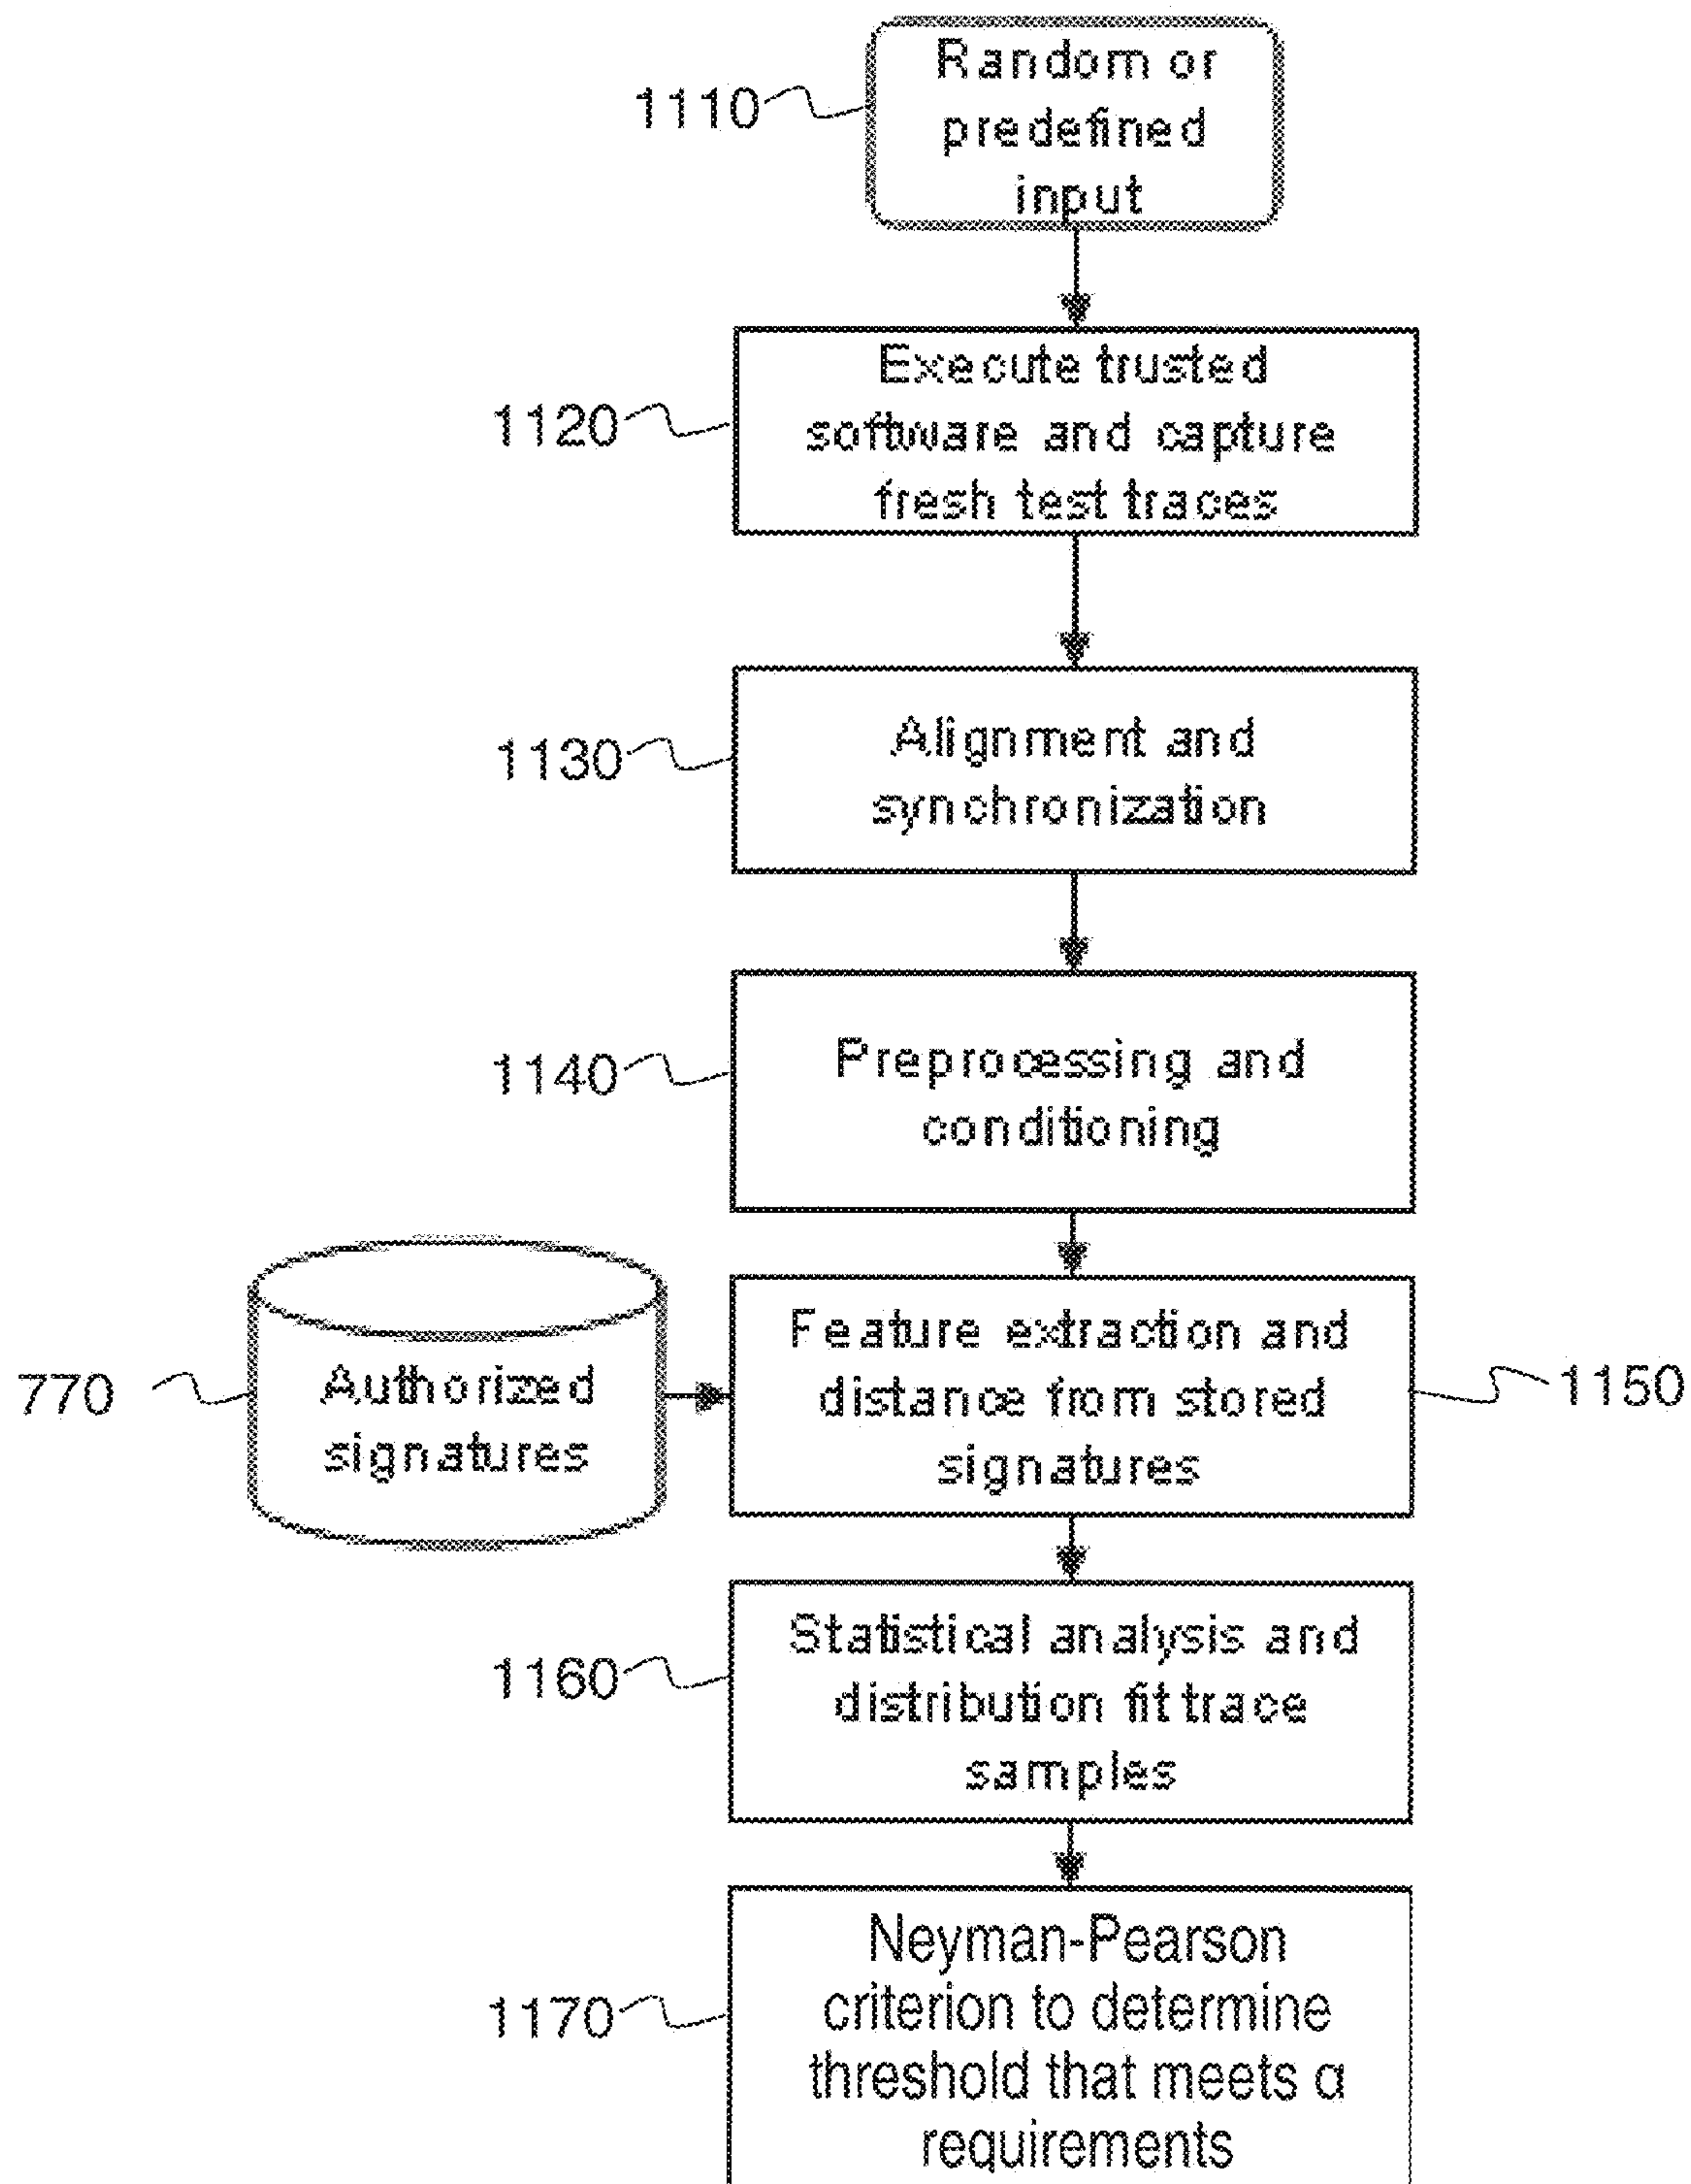 1110
Random or
predefined
input
1120
Execute trusted
software and capture
fresh test traces
1130
Alignment and
synchronization
1140
Preprocessing and
conditioning
770
Authorized
signatures
Feature extraction and
distance from stored
signatures
1150
1160
Statistical analysis and
distribution fit trace
samples
1170
Neyman-Pearson
criterion to determine
threshold that meets α
requirements